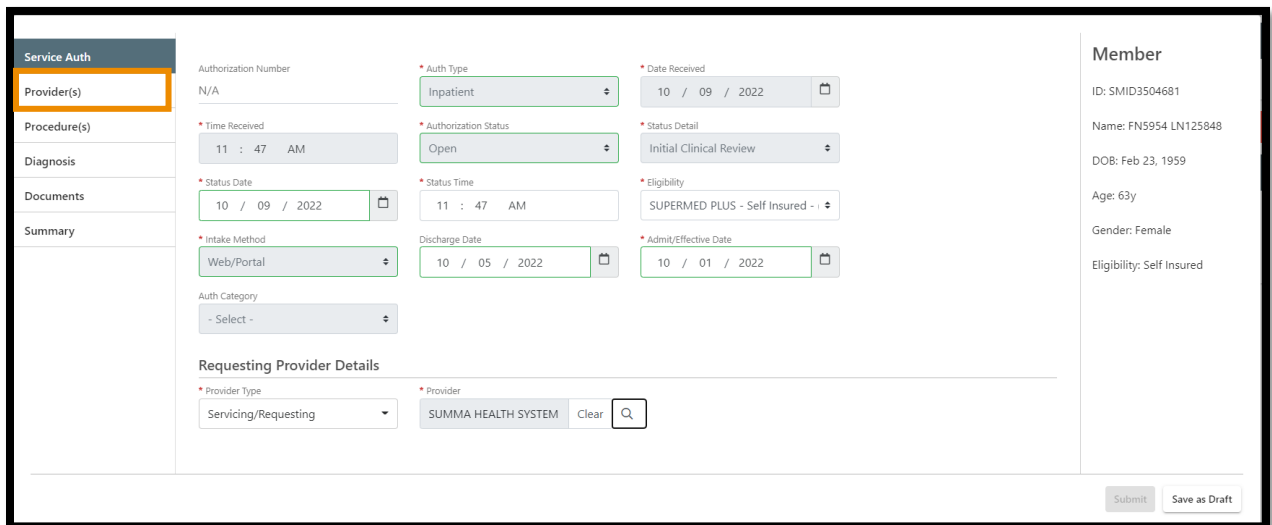 Service Auth
Provider(s)
Procedure(s)
Diagnosis
Documents
Summary
Authorization Number
N/A
* Auth Type
Inpatient
* Date Received
10 / 09 / 2022
* Time Received
11 : 47 AM
* Authorization Status
Open
* Status Detail
Initial Clinical Review
* Status Date
10 / 09 / 2022
* Status Time
11 : 47 AM
* Eligibility
SUPERMED PLUS - Self Insured -
* Intake Method
Web/Portal
Discharge Date
10 / 05 / 2022
* Admit/Effective Date
10 / 01 / 2022
Auth Category
- Select -
Requesting Provider Details
* Provider Type
Servicing/Requesting
* Provider
SUMMA HEALTH SYSTEM Clear
Member
ID: SMID3504681
Name: FN5954 LN125848
DOB: Feb 23, 1959
Age: 63y
Gender: Female
Eligibility: Self Insured
Submit Save as Draft